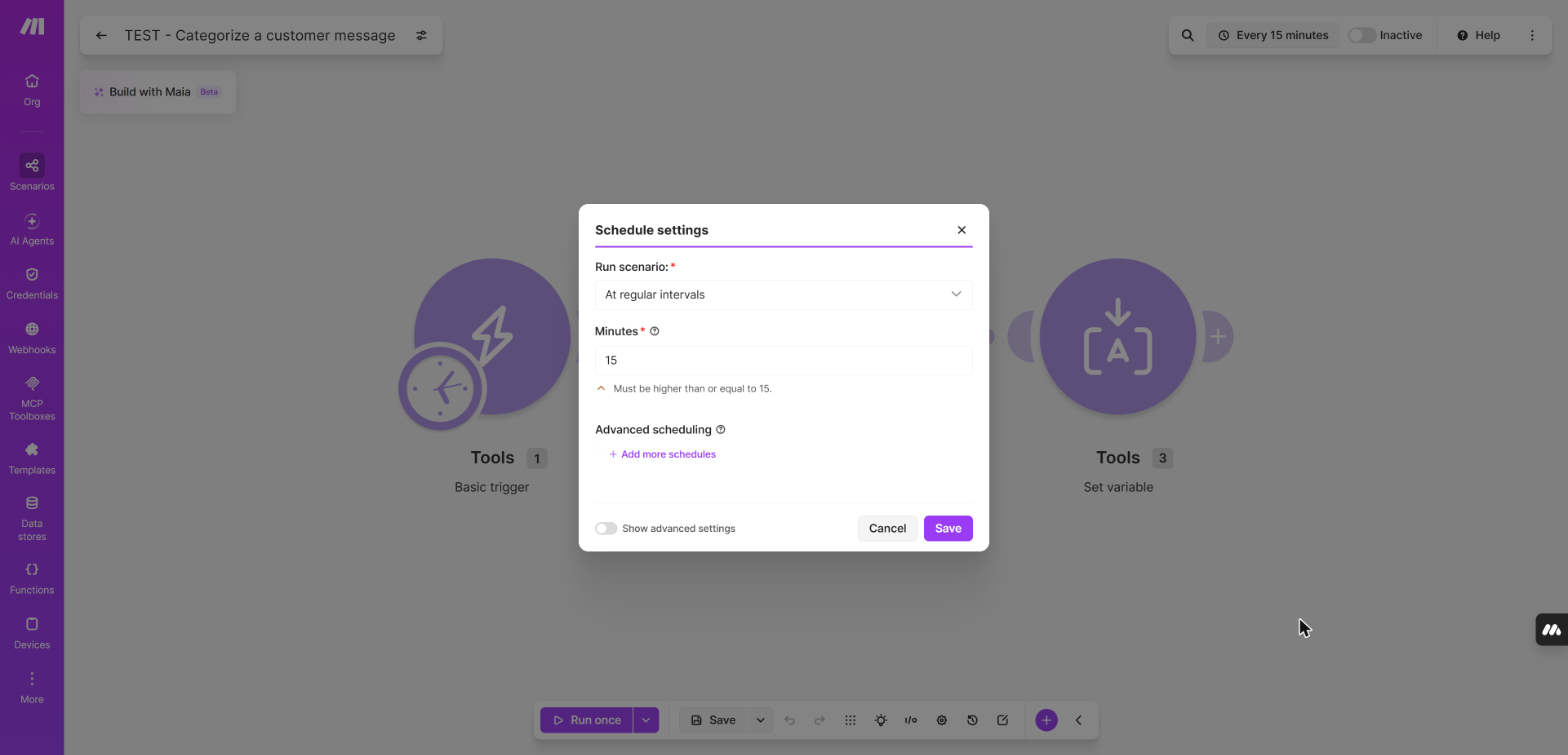 TEST - Categorize a customer message
Every 15 minutes
Inactive
Help
Build with Maia Beta
Org
Scenarios
AI Agents
Credentials
Webhooks
MCP
Toolboxes
Templates
Data
stores
Functions
Devices
More
Schedule settings
Run scenario: *
At regular intervals
Minutes *
15
Must be higher than or equal to 15.
Advanced scheduling
+ Add more schedules
Show advanced settings
Cancel
Save
Tools 1
Basic trigger
A
Tools 3
Set variable
Run once
Save